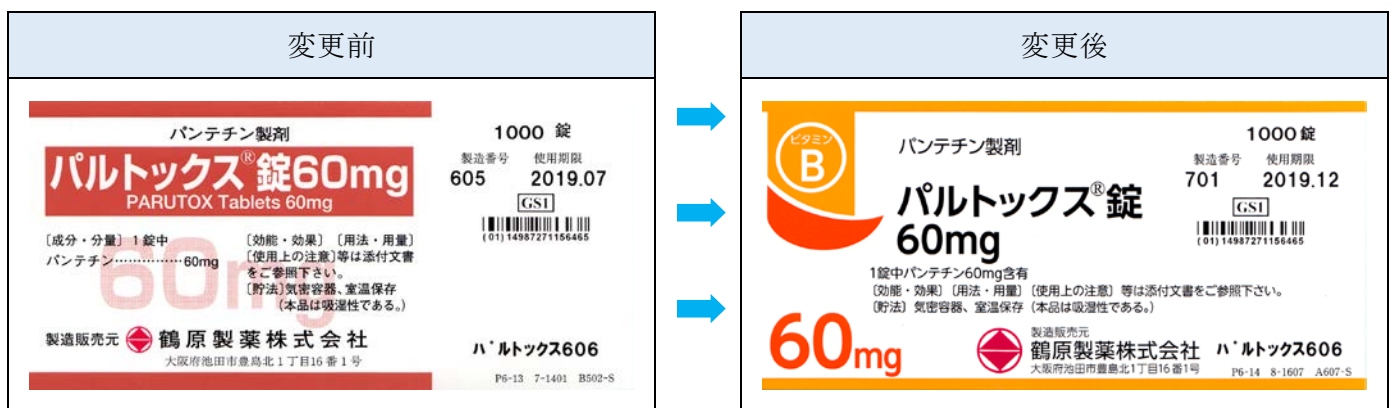 変更前
パンテチン製剤
パルトックス®錠60mg
PARUTOX Tablets 60mg
1000 錠
製造番号 使用期限
605 2019.07
GS1
(01)14987271156465
60mg
〔成分・分量〕1錠中
パンテチン……………60mg
〔効能・効果〕〔用法・用量〕
〔使用上の注意〕等は添付文書
をご参照下さい。
〔貯法〕気密容器、室温保存
(本品は吸湿性である。)
製造販売元 鶴原製薬株式会社
大阪府池田市豊島北1丁目16番1号
パルトックス606
P6-13 7-1401 B502-S
変更後
ビタミン
B
パンテチン製剤
パルトックス®錠
60mg
1000錠
製造番号 使用期限
701 2019.12
GS1
(01)14987271156465
1錠中パンテチン60mg含有
〔効能・効果〕〔用法・用量〕〔使用上の注意〕等は添付文書をご参照下さい。
〔貯法〕気密容器、室温保存(本品は吸湿性である。)
60mg
製造販売元
鶴原製薬株式会社
大阪府池田市豊島北1丁目16番1号
パルトックス606
P6-14 8-1607 A607-S